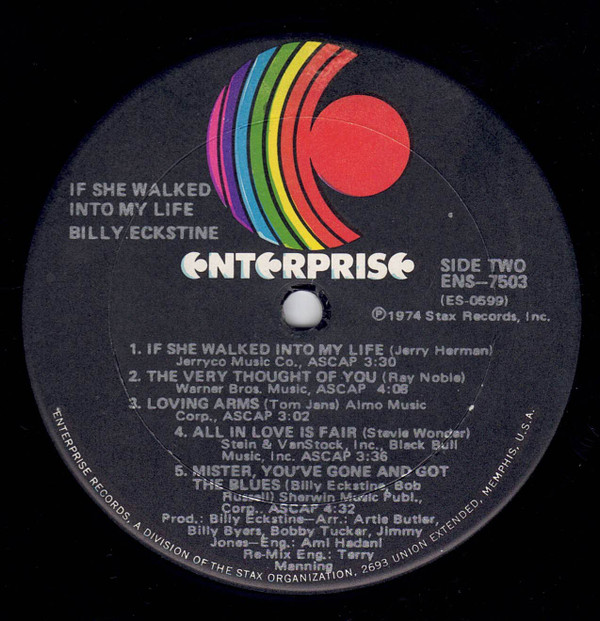 IF SHE WALKED
INTO MY LIFE
BILLY ECKSTINE
ENTERPRISE
SIDE TWO
ENS-7503
(ES-0599)
Ⓟ1974 Stax Records, Inc.
1. IF SHE WALKED INTO MY LIFE (Jerry Herman)
Jerryco Music Co., ASCAP 3:30
2. THE VERY THOUGHT OF YOU (Ray Noble)
Warner Bros. Music, ASCAP 4:08
3. LOVING ARMS (Tom Jans) Almo Music
Corp., ASCAP 3:02
4. ALL IN LOVE IS FAIR (Stevie Wonder)
Stein & VanStock, Inc., Black Bull
Music, Inc. ASCAP 3:36
5. MISTER, YOU'VE GONE AND GOT
THE BLUES (Billy Eckstine, Bob
Russell) Sherwin Music Publ.,
Corp., ASCAP 4:32
Prod.: Billy Eckstine-Arr.: Artie Butler,
Billy Byers, Bobby Tucker, Jimmy
Jones-Eng.: Ami Hadani
Re-Mix Eng.: Terry
Manning
ENTERPRISE RECORDS, A DIVISION OF THE STAX ORGANIZATION, 2693 UNION EXTENDED, MEMPHIS, U.S.A.